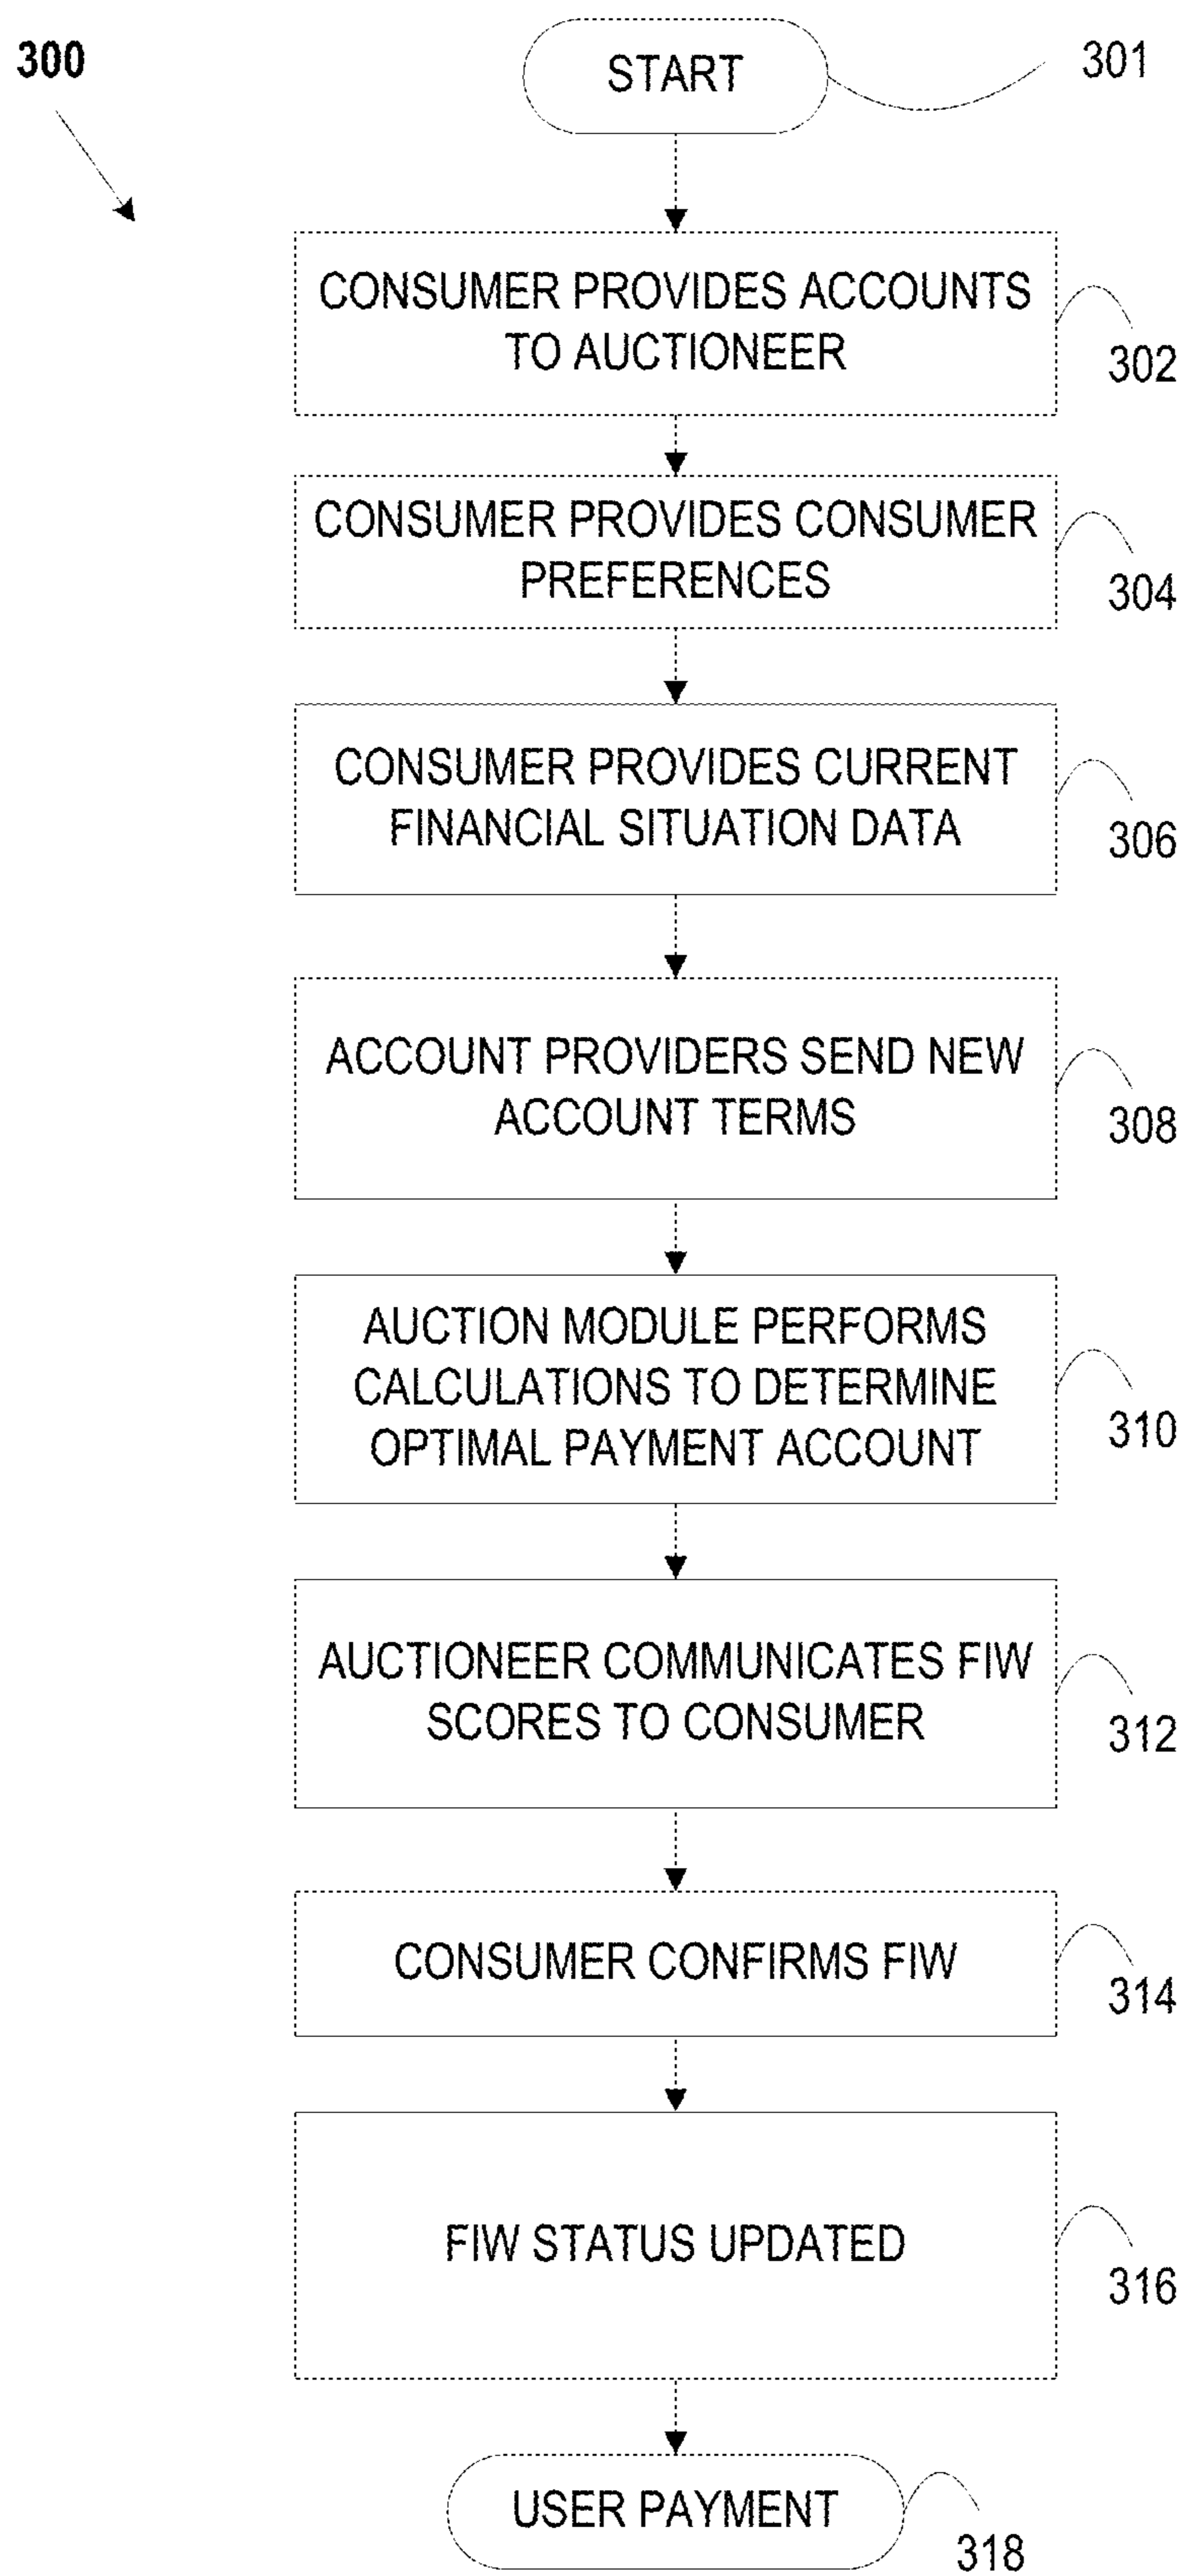 300
START
301
CONSUMER PROVIDES ACCOUNTS
TO AUCTIONEER
302
CONSUMER PROVIDES CONSUMER
PREFERENCES
304
CONSUMER PROVIDES CURRENT
FINANCIAL SITUATION DATA
306
ACCOUNT PROVIDERS SEND NEW
ACCOUNT TERMS
308
AUCTION MODULE PERFORMS
CALCULATIONS TO DETERMINE
OPTIMAL PAYMENT ACCOUNT
310
AUCTIONEER COMMUNICATES FIW
SCORES TO CONSUMER
312
CONSUMER CONFIRMS FIW
314
FIW STATUS UPDATED
316
USER PAYMENT
318